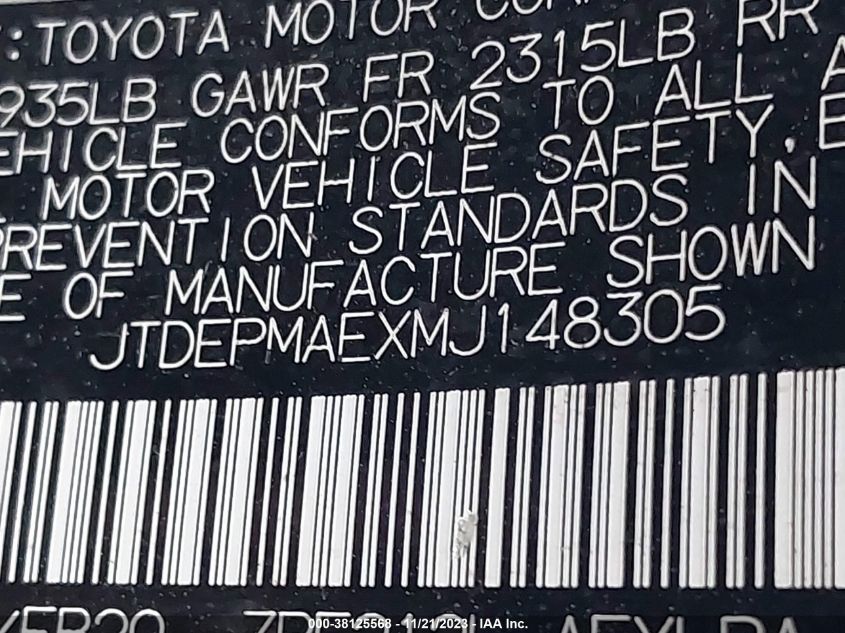 : TOYOTA MOTOR
935LB GAWR FR 2315LB RR
EHICLE CONFORMS TO ALL A
MOTOR VEHICLE SAFETY, B
PREVENTION STANDARDS IN
E OF MANUFACTURE SHOWN
JTDEPMAEXMJ148305
000-38125568 - 11/21/2023 - IAA Inc.